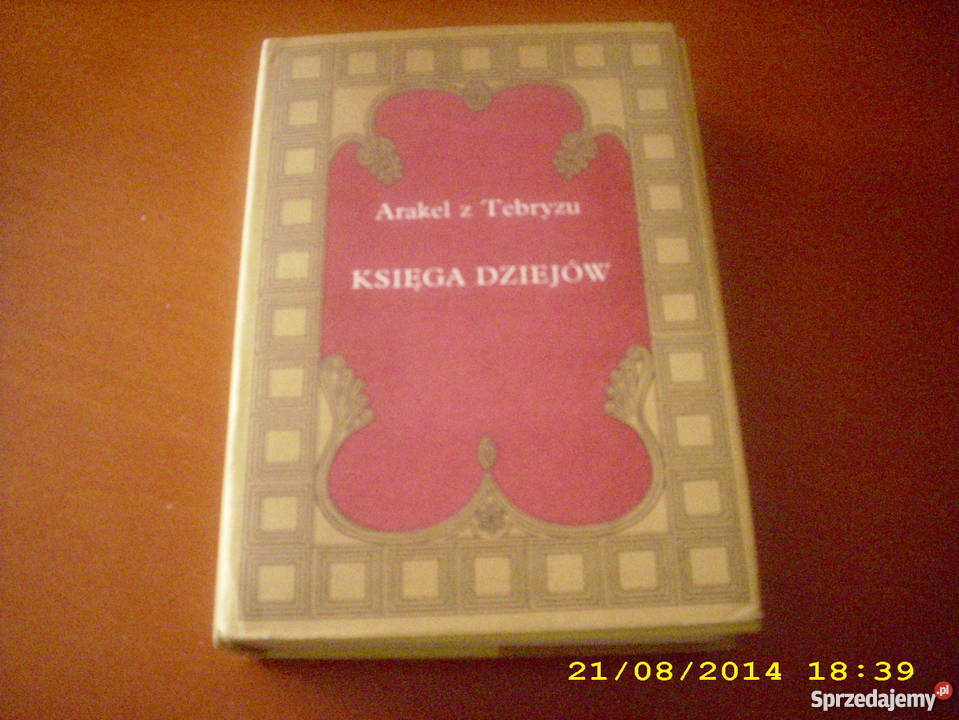 Arakel z Tebryzu
KSIĘGA DZIEJÓW
21/08/2014 18:39
Sprzedajemy.pl